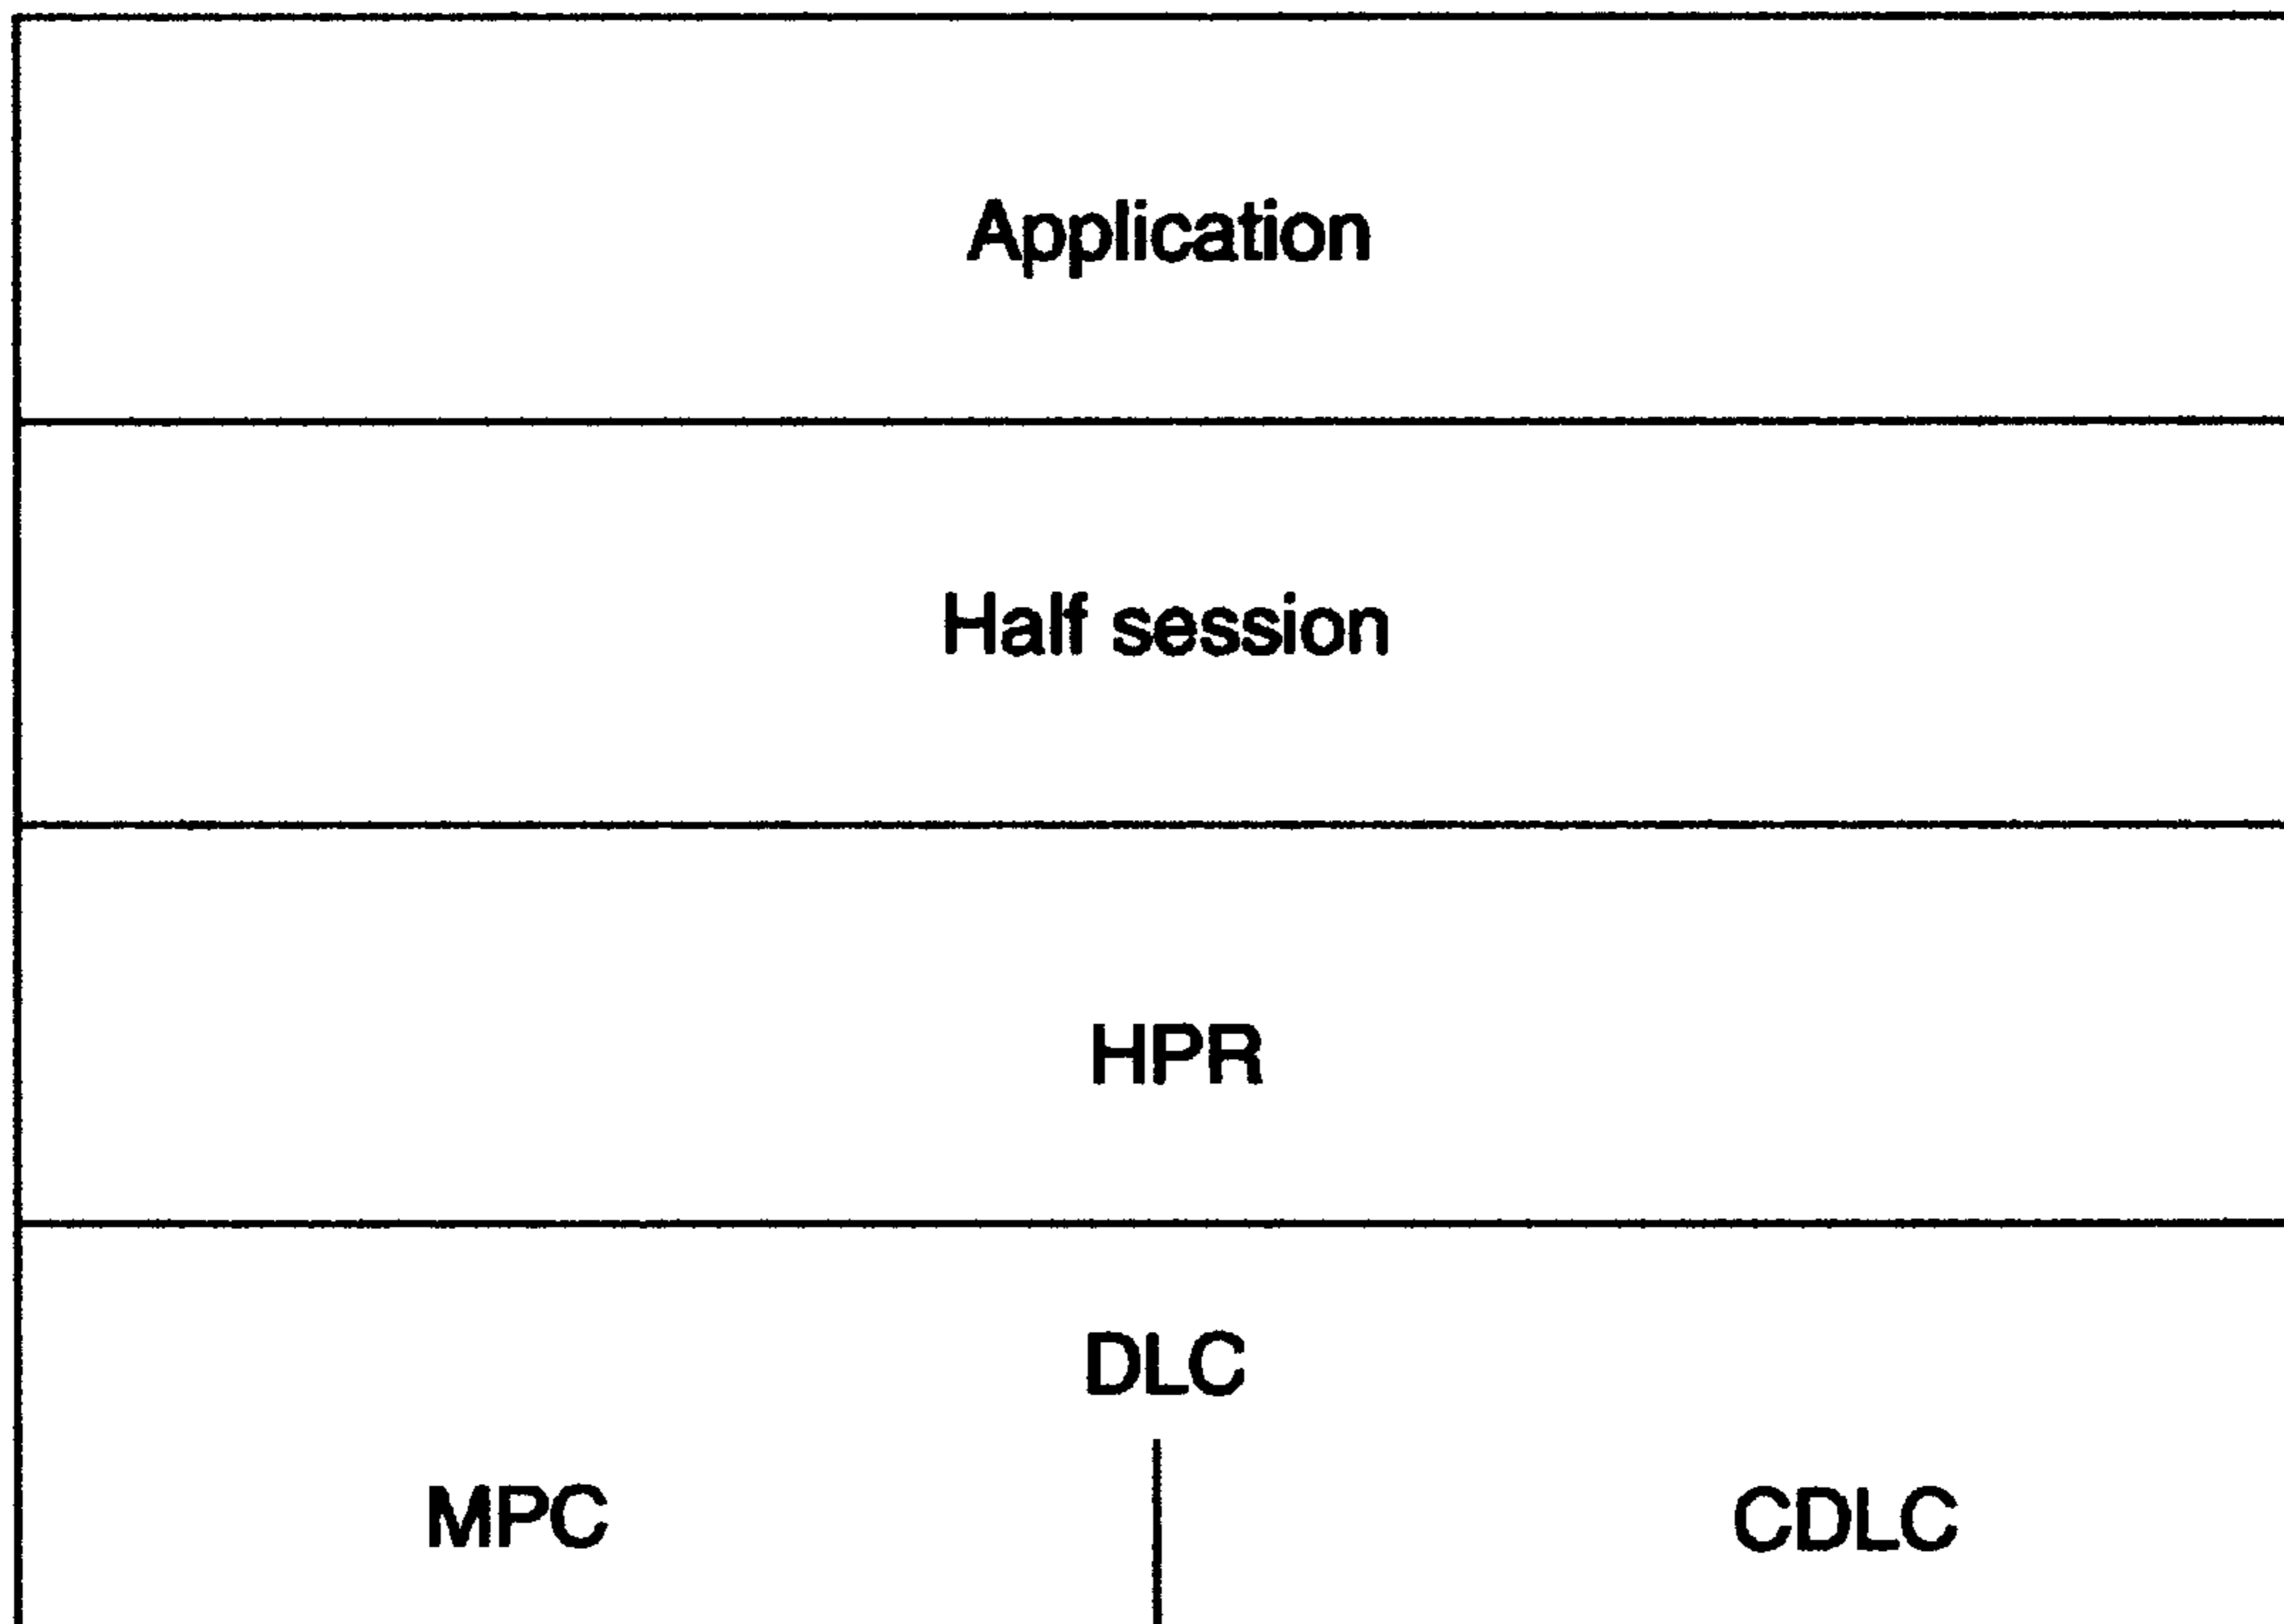 Application
Half session
HPR
DLC
MPC
CDLC